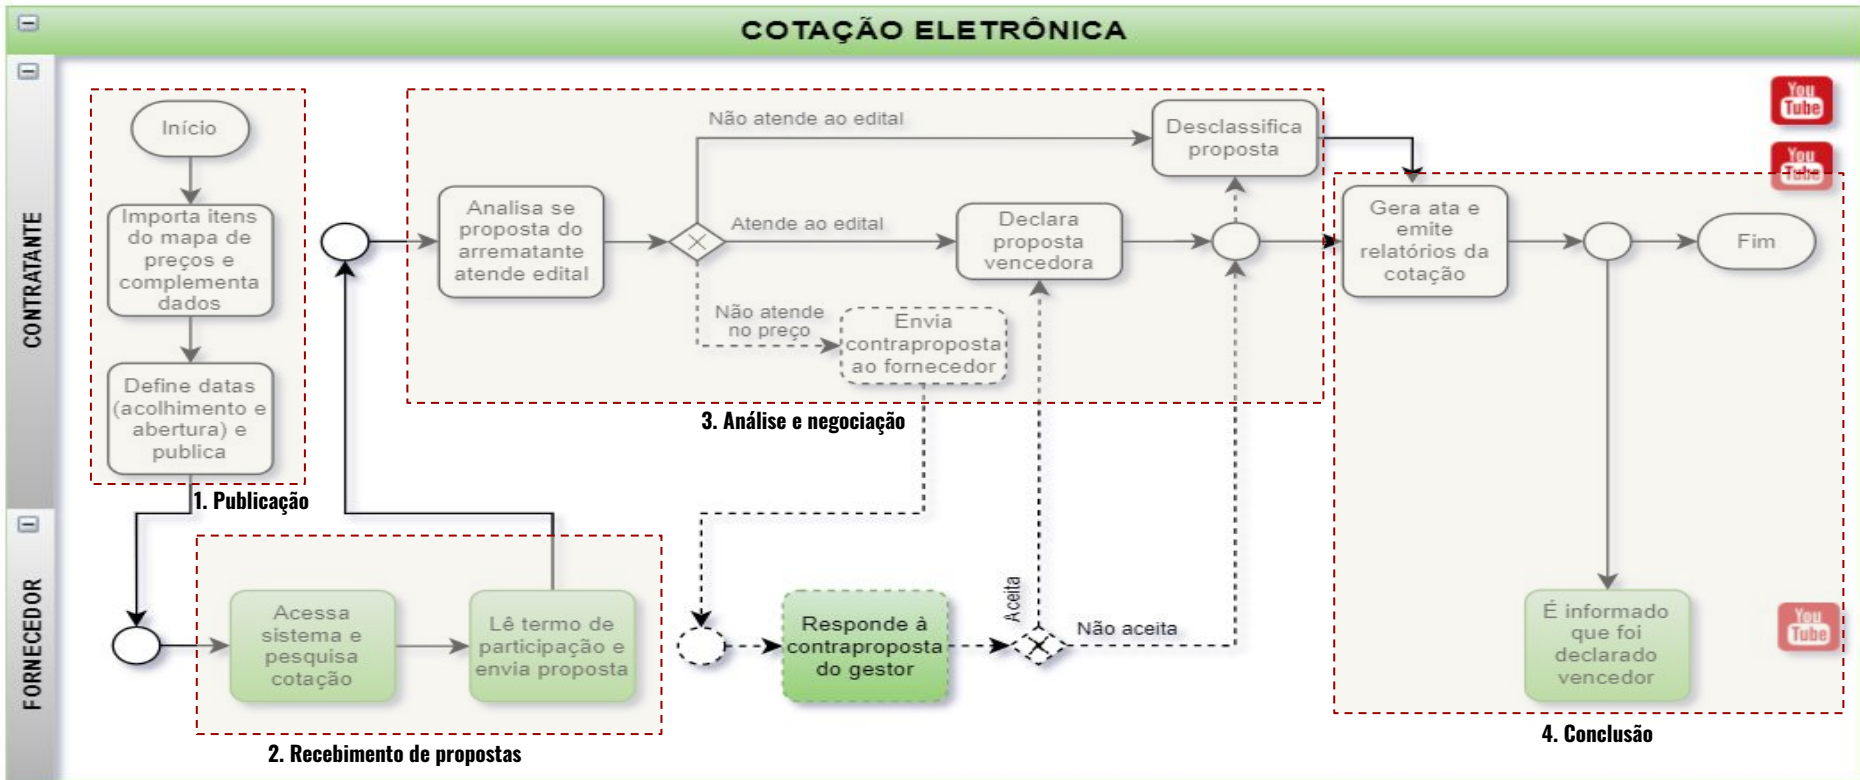 COTAÇÃO ELETRÔNICA
CONTRATANTE
Início
Importa itens
do mapa de
preços e
complementa
dados
Define datas
(acolhimento e
abertura) e
publica
1. Publicação
Analisa se
proposta do
arrematante
atende edital
Não atende ao edital
Atende ao edital
Não atende
no preço
Desclassifica
proposta
Declara
proposta
vencedora
Envia
contraproposta
ao fornecedor
3. Análise e negociação
You
Tube
You
Tube
Gera ata e
emite
relatórios da
cotação
Fim
FORNECEDOR
Acessa
sistema e
pesquisa
cotação
Lê termo de
participação e
envia proposta
2. Recebimento de propostas
Responde à
contraproposta
do gestor
Aceita
Não aceita
É informado
que foi
declarado
vencedor
You
Tube
4. Conclusão